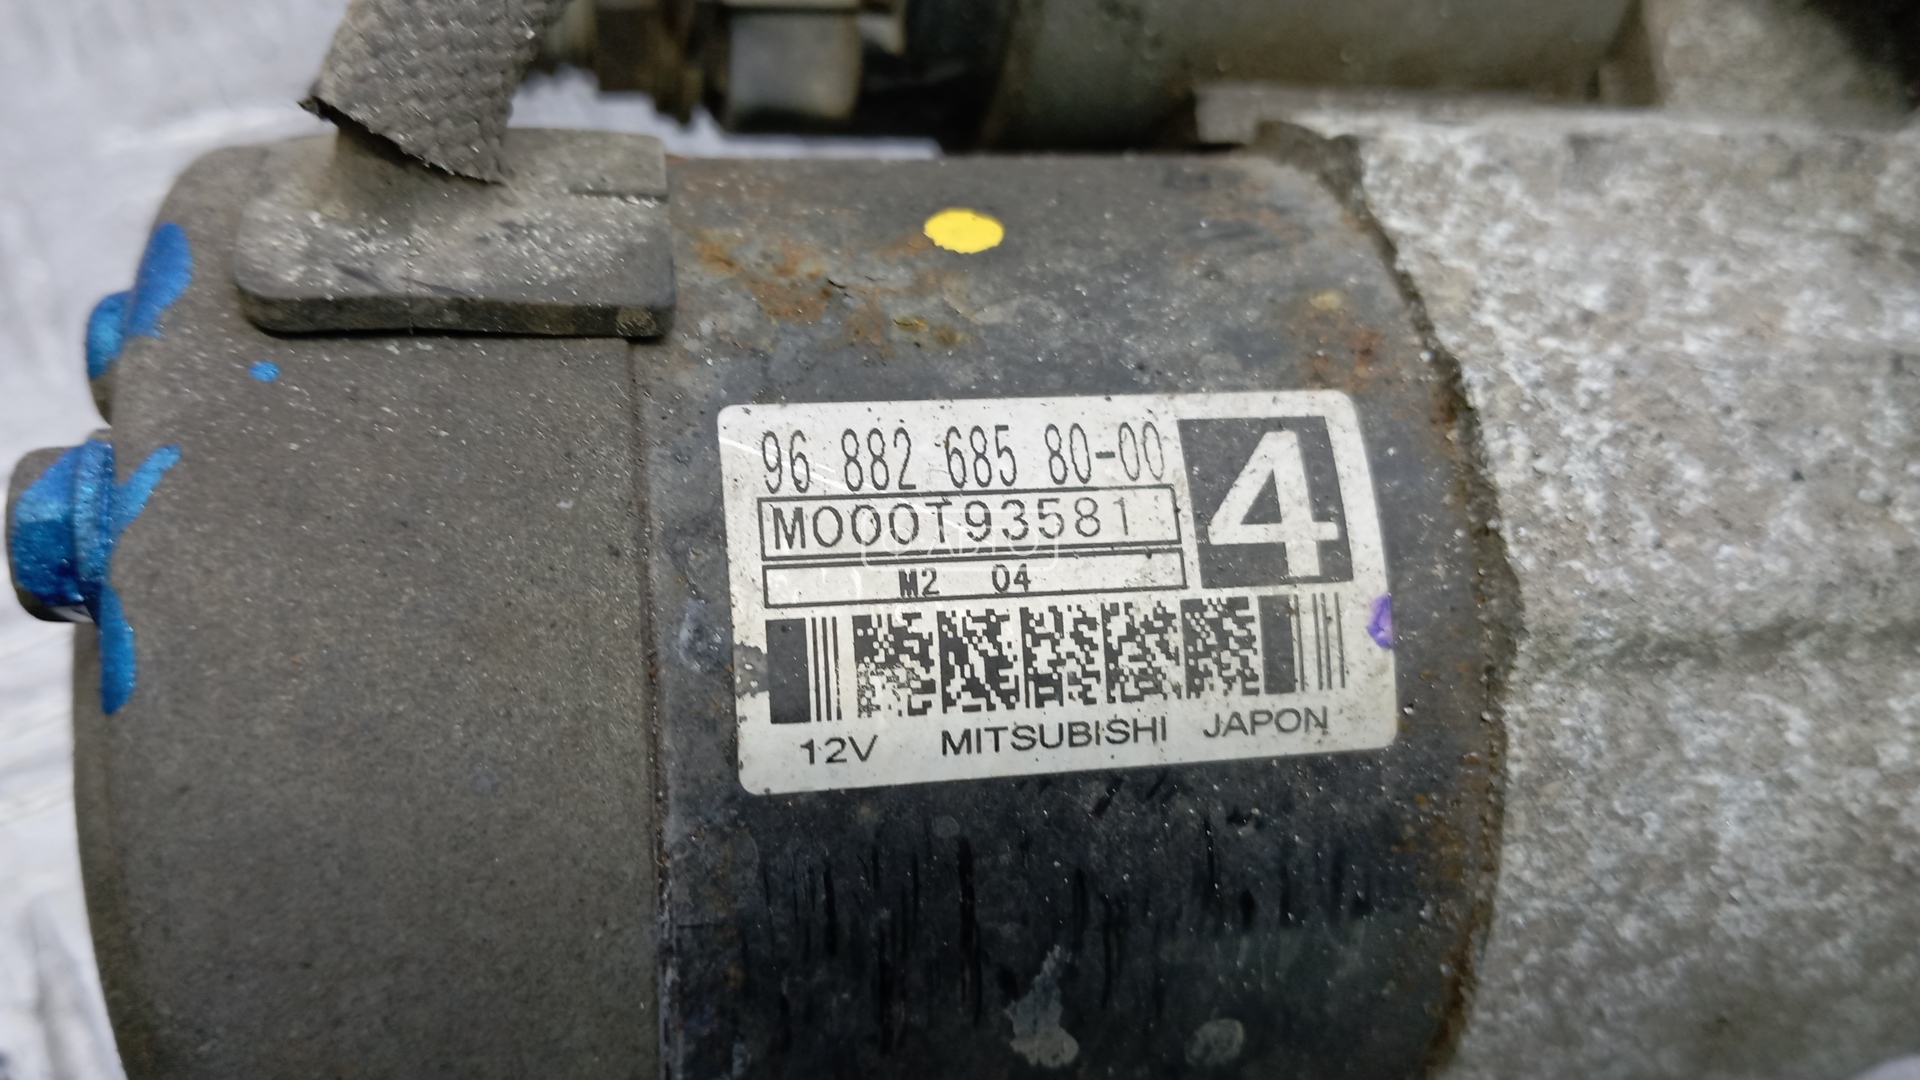 96 882 685 80-00
4
M000T93581
M2 04
12V MITSUBISHI JAPON